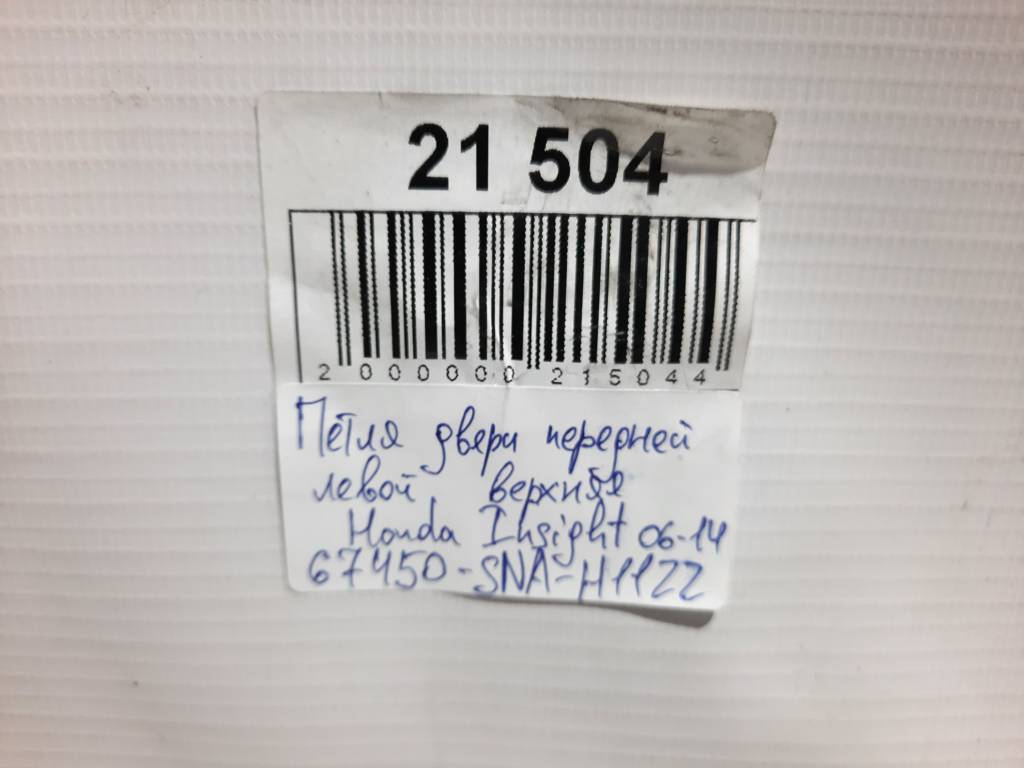 21 504
2 000000 215044
Петля двери передней
левой верхняя
Honda Insight 06-14
67450-SNA-H11ZZ